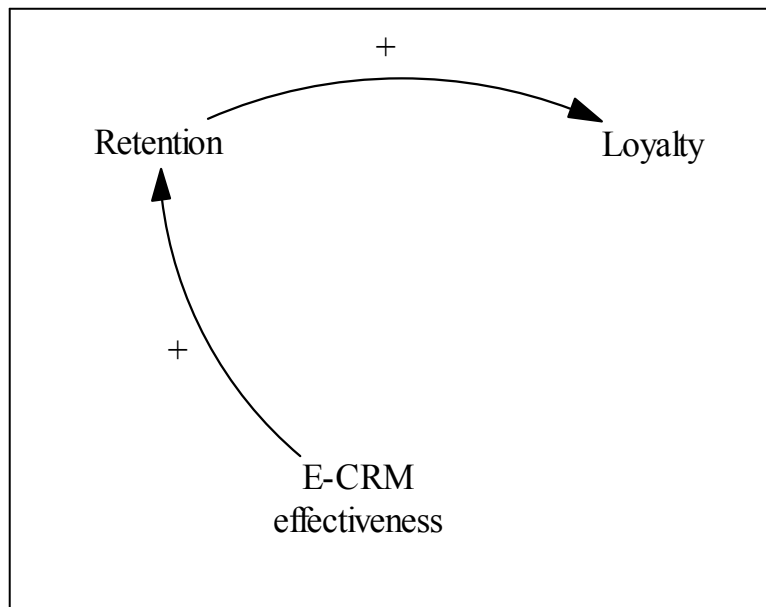 +
Retention
Loyalty
+
E-CRM
effectiveness